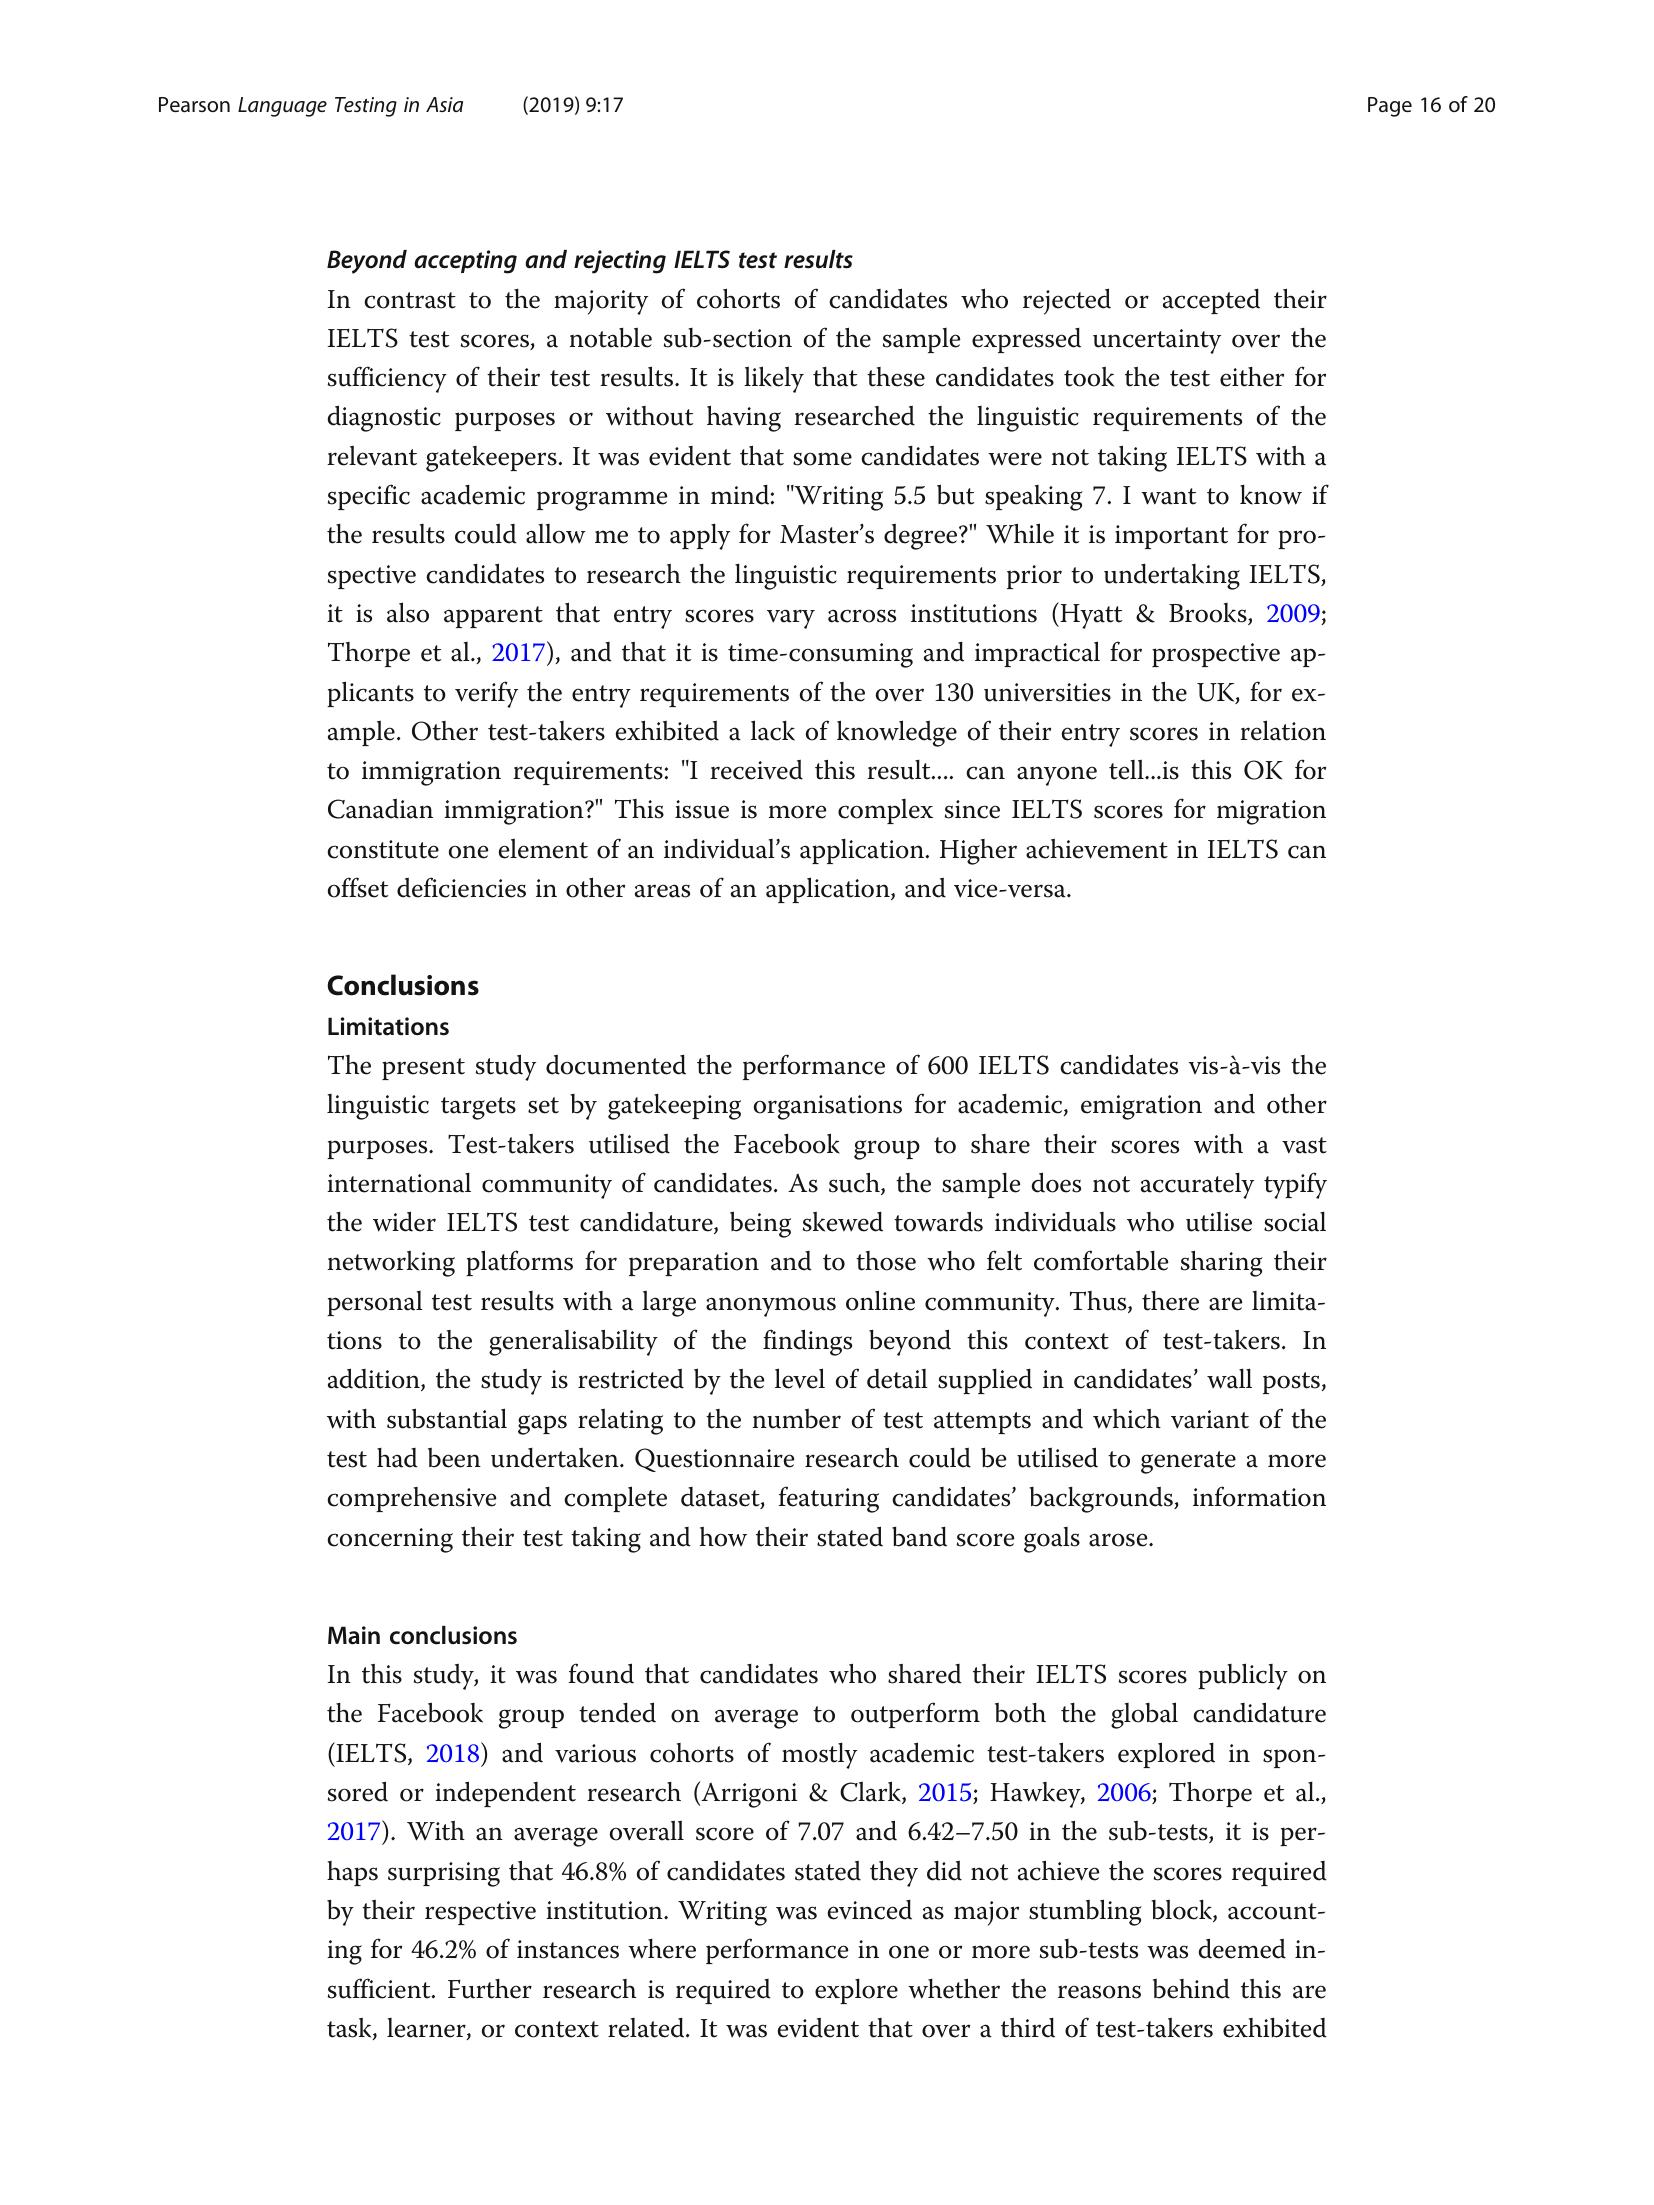 Pearson Language Testing in Asia (2019) 9:17 Page 16 of 20
Beyond accepting and rejecting IELTS test results
In contrast to the majority of cohorts of candidates who rejected or accepted their
IELTS test scores, a notable sub-section of the sample expressed uncertainty over the
sufficiency of their test results. It is likely that these candidates took the test either for
diagnostic purposes or without having researched the linguistic requirements of the
relevant gatekeepers. It was evident that some candidates were not taking IELTS with a
specific academic programme in mind: "Writing 5.5 but speaking 7. I want to know if
the results could allow me to apply for Master’s degree?" While it is important for pro-
spective candidates to research the linguistic requirements prior to undertaking IELTS,
it is also apparent that entry scores vary across institutions (Hyatt & Brooks, 2009;
Thorpe et al., 2017), and that it is time-consuming and impractical for prospective ap-
plicants to verify the entry requirements of the over 130 universities in the UK, for ex-
ample. Other test-takers exhibited a lack of knowledge of their entry scores in relation
to immigration requirements: "I received this result.... can anyone tell...is this OK for
Canadian immigration?" This issue is more complex since IELTS scores for migration
constitute one element of an individual’s application. Higher achievement in IELTS can
offset deficiencies in other areas of an application, and vice-versa.
Conclusions
Limitations
The present study documented the performance of 600 IELTS candidates vis-à-vis the
linguistic targets set by gatekeeping organisations for academic, emigration and other
purposes. Test-takers utilised the Facebook group to share their scores with a vast
international community of candidates. As such, the sample does not accurately typify
the wider IELTS test candidature, being skewed towards individuals who utilise social
networking platforms for preparation and to those who felt comfortable sharing their
personal test results with a large anonymous online community. Thus, there are limita-
tions to the generalisability of the findings beyond this context of test-takers. In
addition, the study is restricted by the level of detail supplied in candidates’ wall posts,
with substantial gaps relating to the number of test attempts and which variant of the
test had been undertaken. Questionnaire research could be utilised to generate a more
comprehensive and complete dataset, featuring candidates’ backgrounds, information
concerning their test taking and how their stated band score goals arose.
Main conclusions
In this study, it was found that candidates who shared their IELTS scores publicly on
the Facebook group tended on average to outperform both the global candidature
(IELTS, 2018) and various cohorts of mostly academic test-takers explored in spon-
sored or independent research (Arrigoni & Clark, 2015; Hawkey, 2006; Thorpe et al.,
2017). With an average overall score of 7.07 and 6.42–7.50 in the sub-tests, it is per-
haps surprising that 46.8% of candidates stated they did not achieve the scores required
by their respective institution. Writing was evinced as major stumbling block, account-
ing for 46.2% of instances where performance in one or more sub-tests was deemed in-
sufficient. Further research is required to explore whether the reasons behind this are
task, learner, or context related. It was evident that over a third of test-takers exhibited